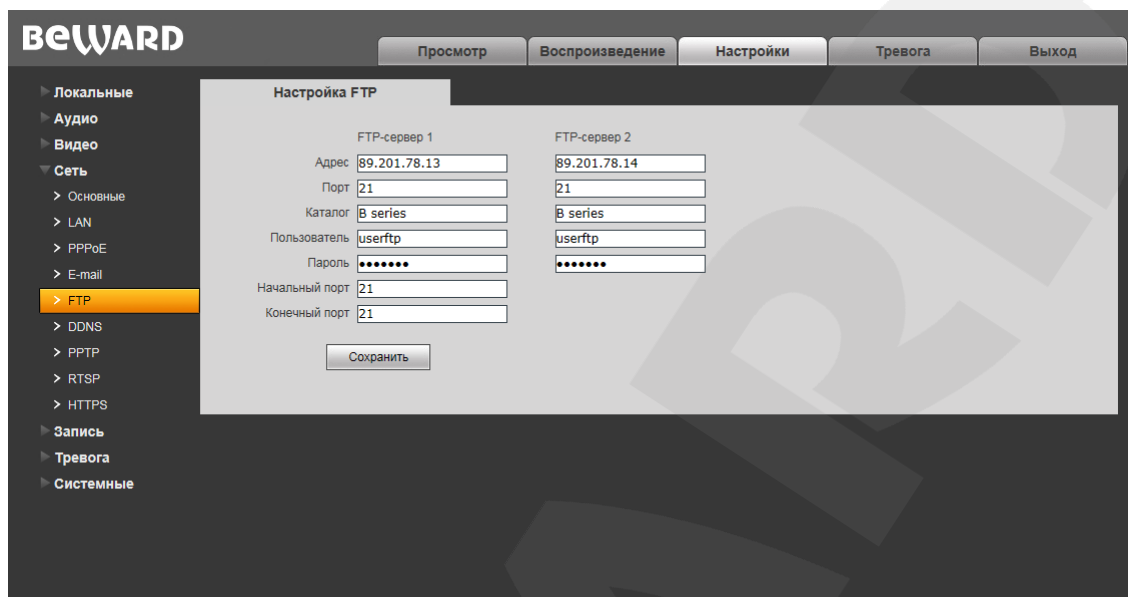 BEWARD
Просмотр Воспроизведение Настройки Тревога Выход
Локальные
Аудио
Видео
Сеть
Основные
LAN
PPPoE
E-mail
FTP
DDNS
PPTP
RTSP
HTTPS
Запись
Тревога
Системные
Настройка FTP
FTP-сервер 1 FTP-сервер 2
Адрес 89.201.78.13 89.201.78.14
Порт 21 21
Каталог B series B series
Пользователь userftp userftp
Пароль ••••••• •••••••
Начальный порт 21
Конечный порт 21
Сохранить